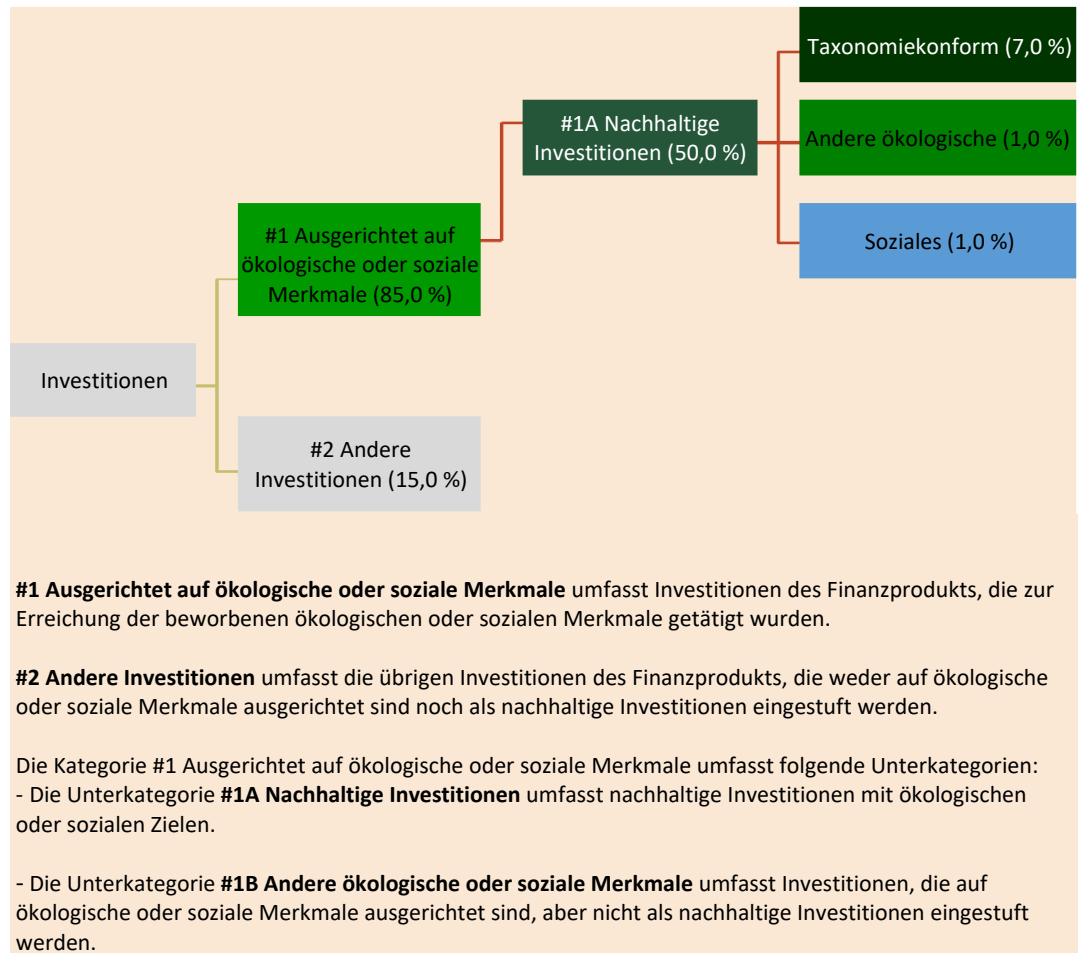 Taxonomiekonform (7,0 %)
#1A Nachhaltige
Investitionen (50,0 %)
Andere ökologische (1,0 %)
#1 Ausgerichtet auf
ökologische oder soziale
Merkmale (85,0 %)
Soziales (1,0 %)
Investitionen
#2 Andere
Investitionen (15,0 %)
#1 Ausgerichtet auf ökologische oder soziale Merkmale umfasst Investitionen des Finanzprodukts, die zur
Erreichung der beworbenen ökologischen oder sozialen Merkmale getätigt wurden.
#2 Andere Investitionen umfasst die übrigen Investitionen des Finanzprodukts, die weder auf ökologische
oder soziale Merkmale ausgerichtet sind noch als nachhaltige Investitionen eingestuft werden.
Die Kategorie #1 Ausgerichtet auf ökologische oder soziale Merkmale umfasst folgende Unterkategorien:
- Die Unterkategorie #1A Nachhaltige Investitionen umfasst nachhaltige Investitionen mit ökologischen
oder sozialen Zielen.
- Die Unterkategorie #1B Andere ökologische oder soziale Merkmale umfasst Investitionen, die auf
ökologische oder soziale Merkmale ausgerichtet sind, aber nicht als nachhaltige Investitionen eingestuft
werden.